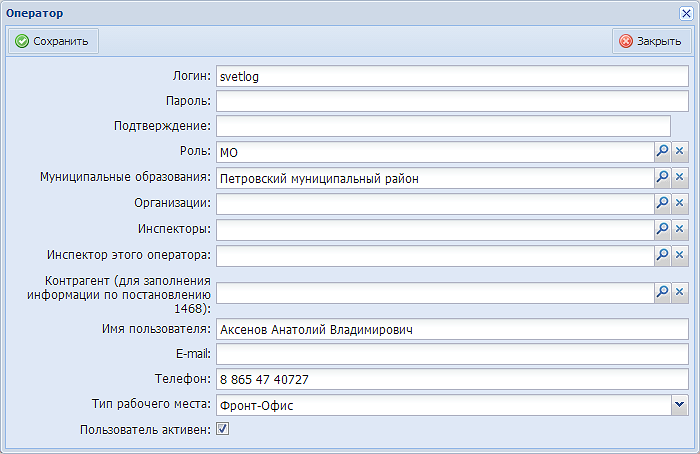 Оператор
Сохранить
Закрыть
Логин: svetlog
Пароль:
Подтверждение:
Роль: МО
Муниципальные образования: Петровский муниципальный район
Организации:
Инспекторы:
Инспектор этого оператора:
Контрагент (для заполнения
информации по постановлению
1468):
Имя пользователя: Аксенов Анатолий Владимирович
E-mail:
Телефон: 8 865 47 40727
Тип рабочего места: Фронт-Офис
Пользователь активен: